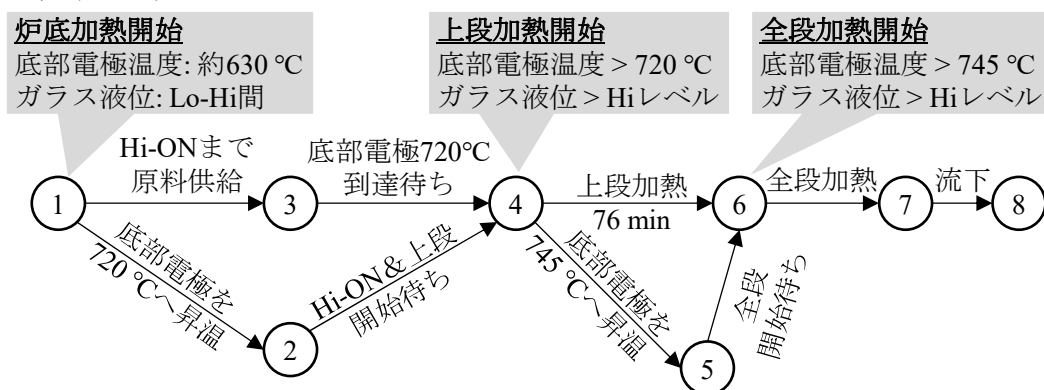 炉底加熱開始
底部電極温度: 約630 ℃
ガラス液位: Lo-Hi間
上段加熱開始
底部電極温度 > 720 ℃
ガラス液位 > Hiレベル
全段加熱開始
底部電極温度 > 745 ℃
ガラス液位 > Hiレベル
Hi-ONまで
原料供給
底部電極720℃
到達待ち
上段加熱
76 min
全段加熱
流下
1
3
4
6
7
8
底部電極を
720 ℃へ昇温
Hi-ON＆上段
開始待ち
底部電極を
745 ℃へ昇温
全段
開始待ち
2
5